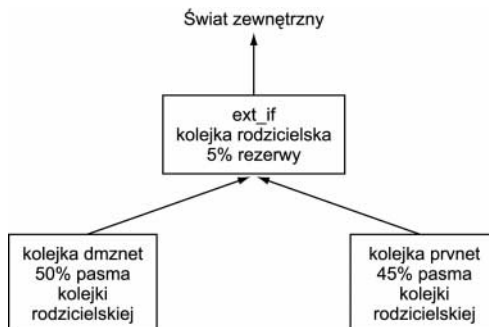 Świat zewnętrzny
ext_if
kolejka rodzicielska
5% rezerwy
kolejka dmznet
50% pasma
kolejki
rodzicielskiej
kolejka prvnet
45% pasma
kolejki
rodzicielskiej